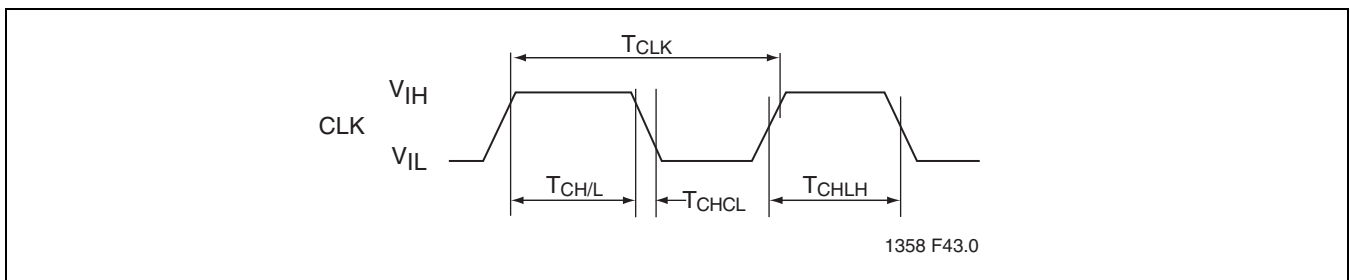 TCLK
VIH
CLK
VIL
TCH/L
TCHCL
TCHLH
1358 F43.0